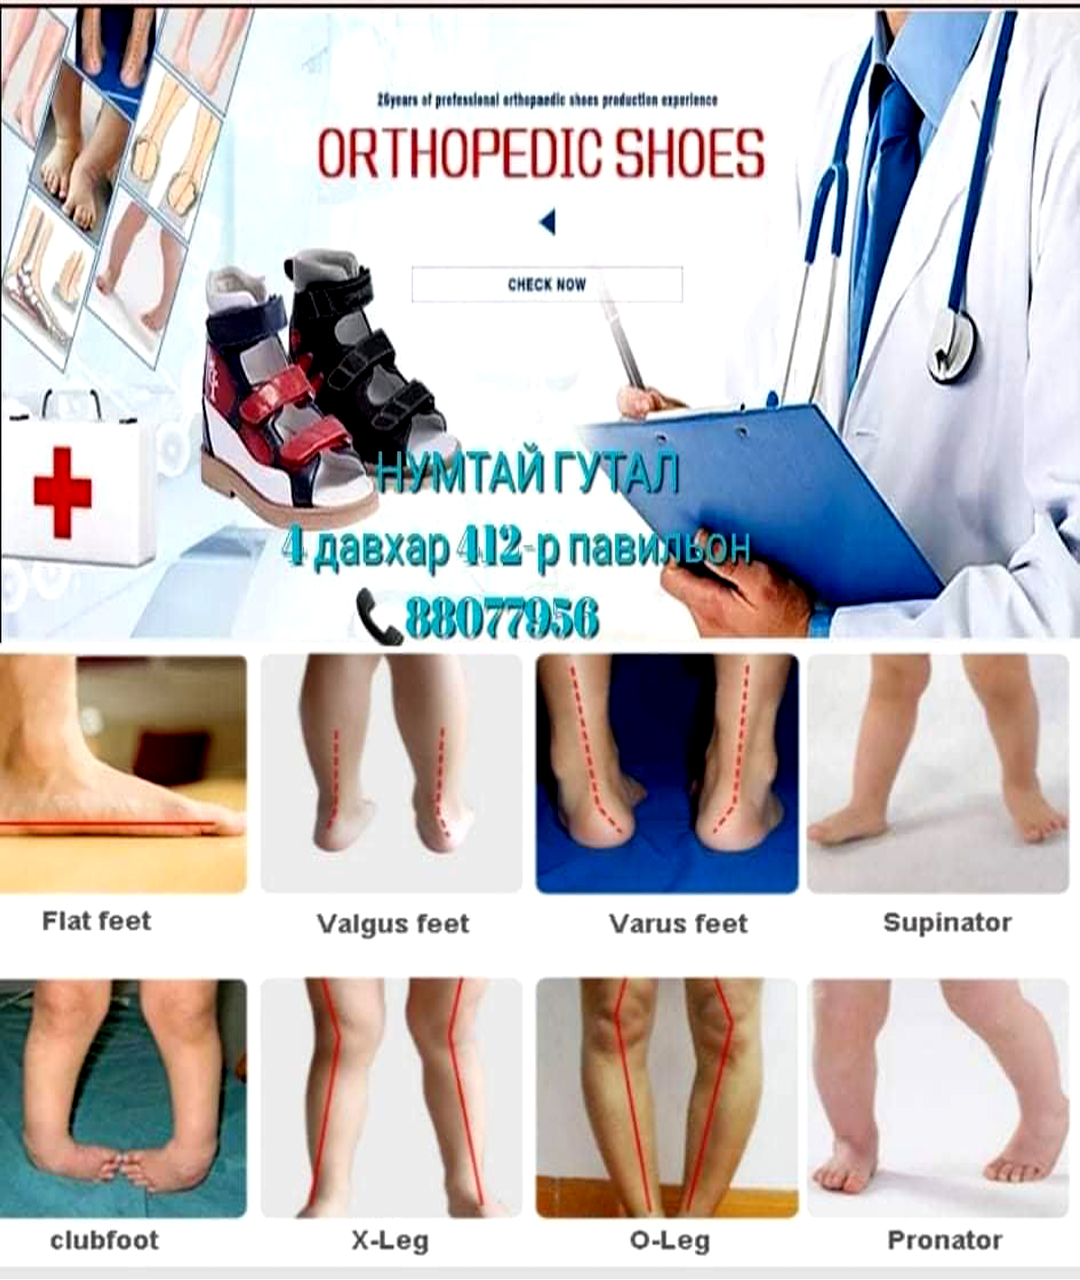 26years of professional orthopaedic shoes production experience
ORTHOPEDIC SHOES
CHECK NOW
НУМТАЙ ГУТАЛ
4 давхар 412-р павильон
88077956
Flat feet
Valgus feet
Varus feet
Supinator
clubfoot
X-Leg
O-Leg
Pronator